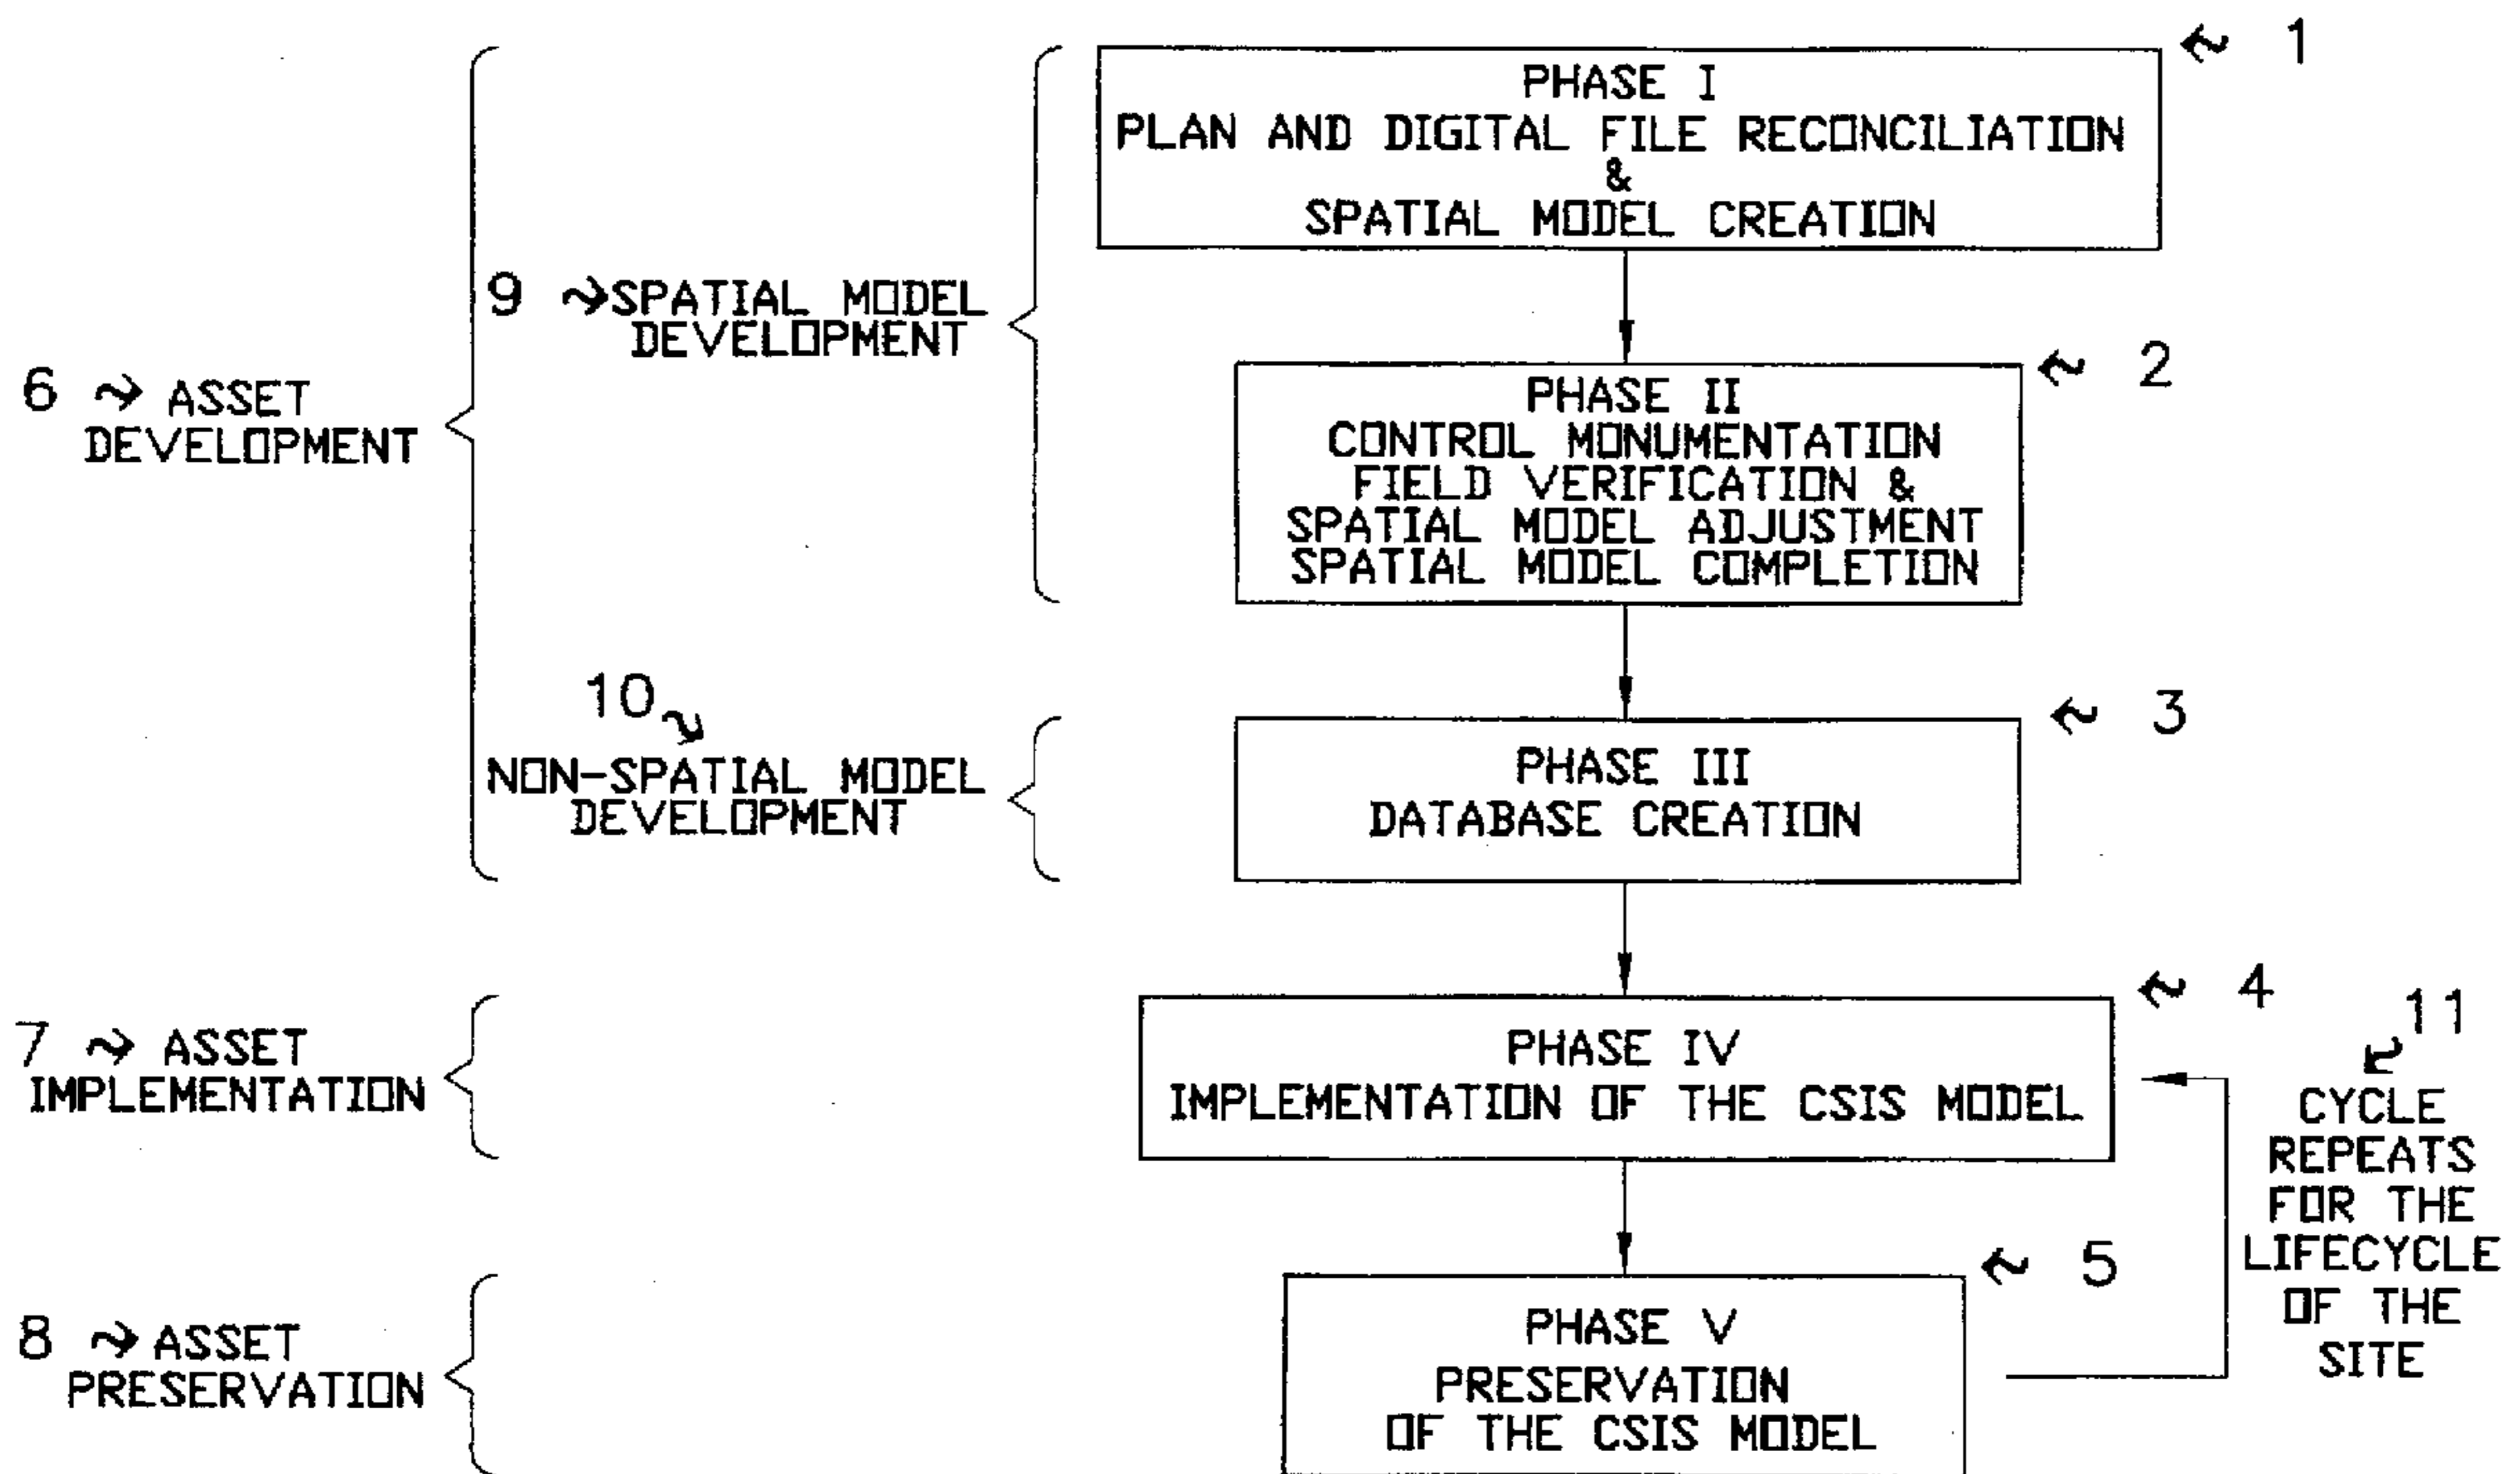 1
PHASE I
PLAN AND DIGITAL FILE RECONCILIATION
&
SPATIAL MODEL CREATION
9 SPATIAL MODEL
DEVELOPMENT
2
6 ASSET
DEVELOPMENT
PHASE II
CONTROL MONUMENTATION
FIELD VERIFICATION &
SPATIAL MODEL ADJUSTMENT
SPATIAL MODEL COMPLETION
10
NON-SPATIAL MODEL
DEVELOPMENT
3
PHASE III
DATABASE CREATION
4
7 ASSET
IMPLEMENTATION
PHASE IV
IMPLEMENTATION OF THE CSIS MODEL
11
CYCLE
REPEATS
FOR THE
LIFECYCLE
OF THE
SITE
5
8 ASSET
PRESERVATION
PHASE V
PRESERVATION
OF THE CSIS MODEL